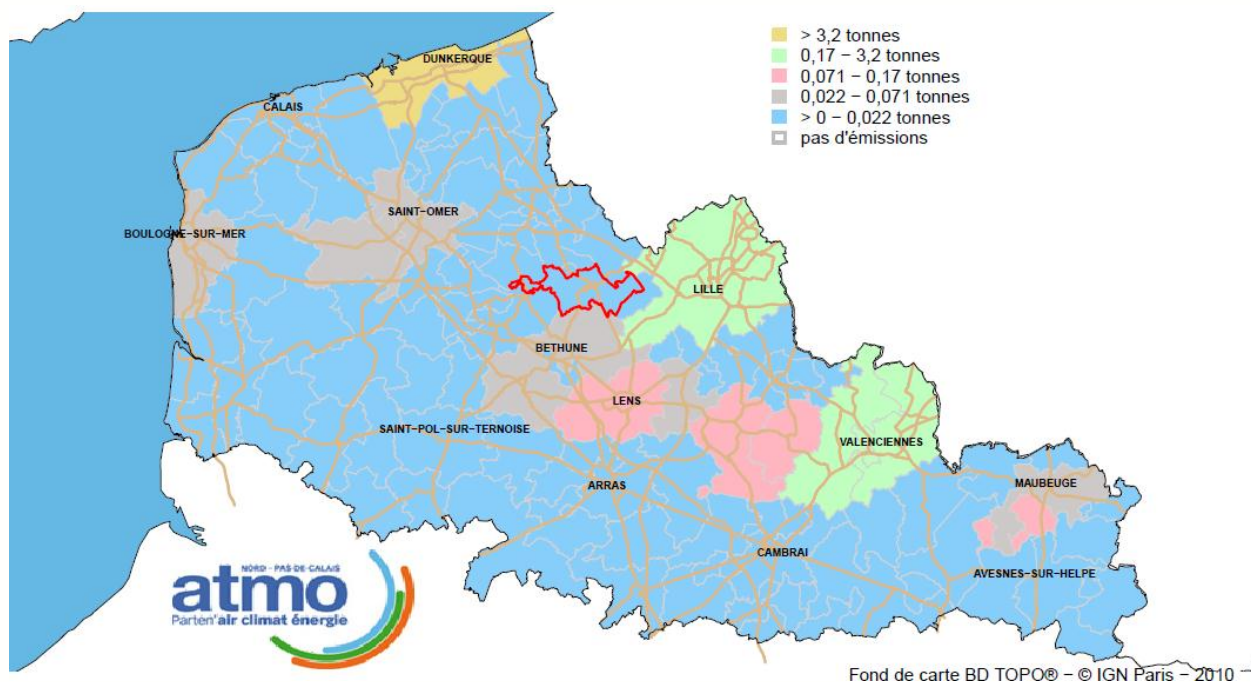 > 3,2 tonnes
0,17 − 3,2 tonnes
0,071 − 0,17 tonnes
0,022 − 0,071 tonnes
> 0 − 0,022 tonnes
pas d'émissions
DUNKERQUE
CALAIS
SAINT−OMER
BOULOGNE−SUR−MER
LILLE
BETHUNE
LENS
SAINT−POL−SUR−TERNOISE
VALENCIENNES
ARRAS
MAUBEUGE
CAMBRAI
AVESNES−SUR−HELPE
NORD - PAS-DE-CALAIS
atmo
Parten'air climat énergie
Fond de carte BD TOPO® − © IGN Paris − 2010